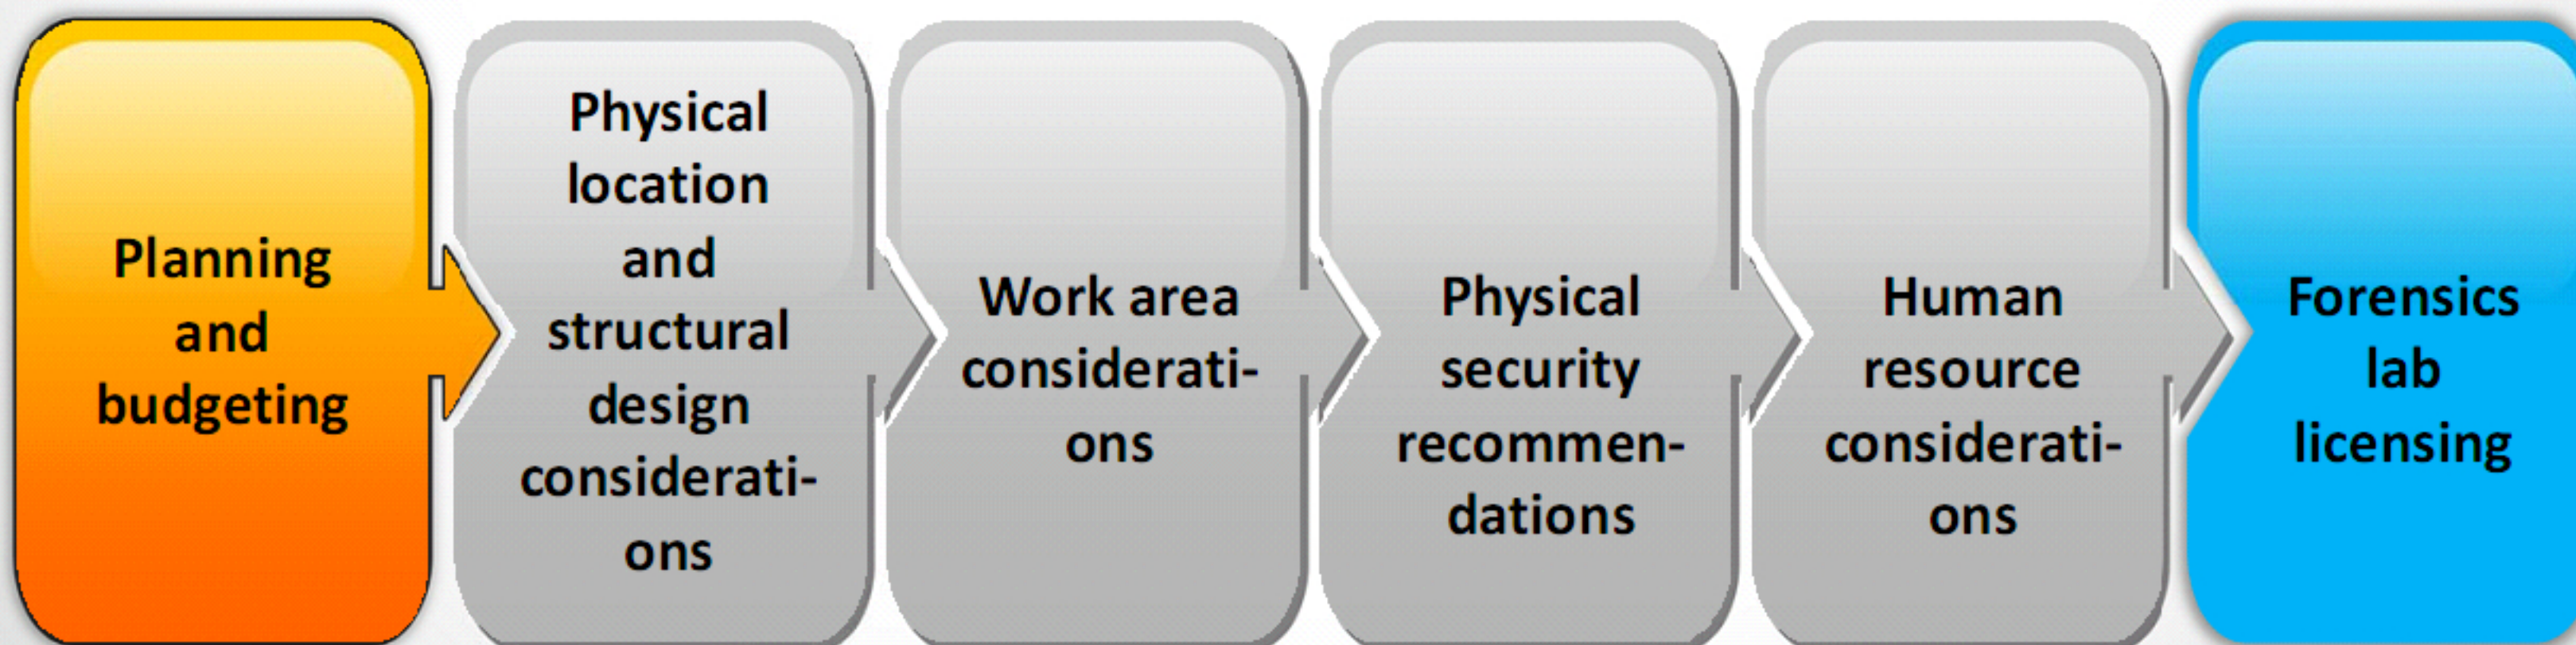 Planning
and
budgeting
Physical
location
and
structural
design
considerati-
ons
Work area
considerati-
ons
Physical
security
recommen-
dations
Human
resource
considerati-
ons
Forensics
lab
licensing